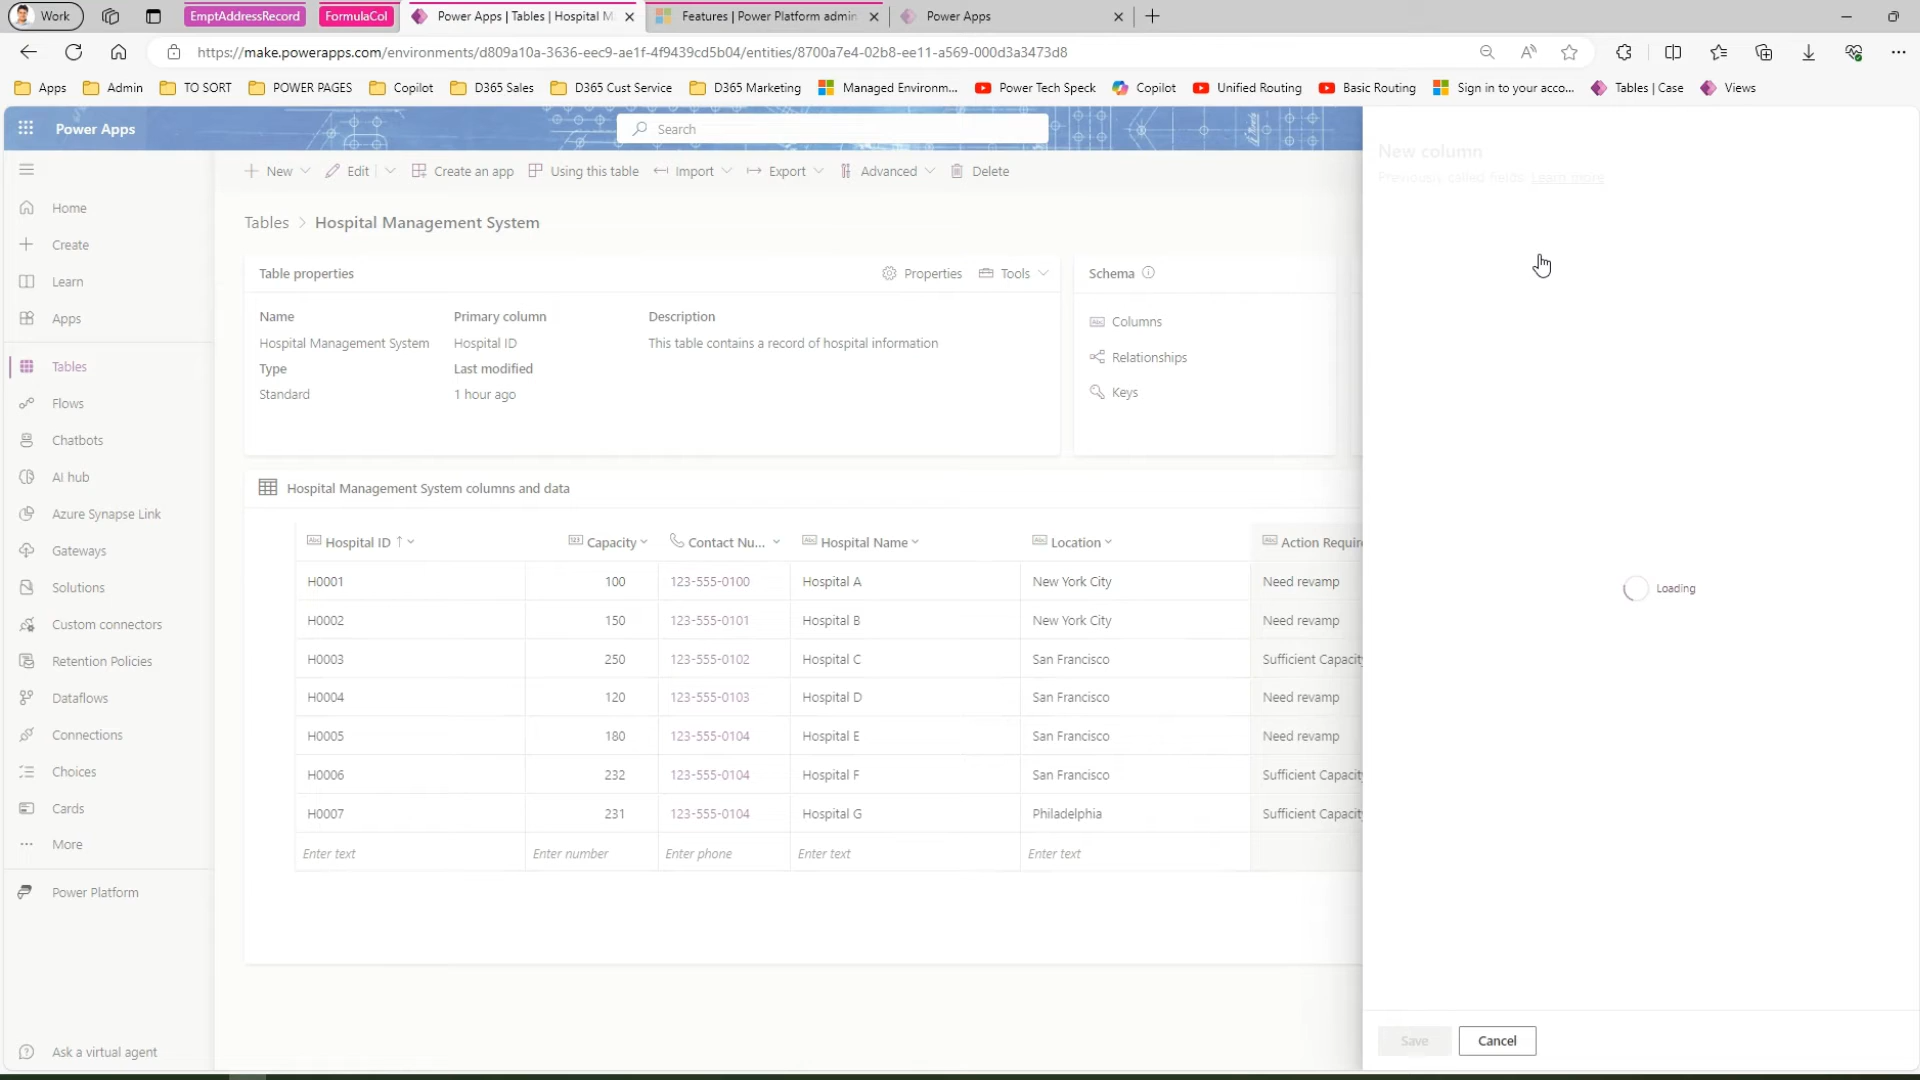 Work
EmptAddressRecord
FormulaCol
Power Apps | Tables | Hospital M
Features | Power Platform admin
Power Apps
https://make.powerapps.com/environments/d809a10a-3636-eec9-ae1f-4f9439cd5b04/entities/8700a7e4-02b8-ee11-a569-000d3a3473d8
Apps
Admin
TO SORT
POWER PAGES
Copilot
D365 Sales
D365 Cust Service
D365 Marketing
Managed Environm...
Power Tech Speck
Copilot
Unified Routing
Basic Routing
Sign in to your acco...
Tables | Case
Views
Power Apps
Search
New
Edit
Create an app
Using this table
Import
Export
Advanced
Delete
Home
Create
Learn
Apps
Tables
Flows
Chatbots
AI hub
Azure Synapse Link
Gateways
Solutions
Custom connectors
Retention Policies
Dataflows
Connections
Choices
Cards
More
Power Platform
Ask a virtual agent
Tables > Hospital Management System
Table properties
Properties
Tools
Name
Primary column
Description
Hospital Management System
Hospital ID
This table contains a record of hospital information
Type
Last modified
Standard
1 hour ago
Schema
Columns
Relationships
Keys
Hospital Management System columns and data
Hospital ID ↑ Capacity Contact Nu... Hospital Name Location Action Requir
H0001 100 123-555-0100 Hospital A New York City Need revamp
H0002 150 123-555-0101 Hospital B New York City Need revamp
H0003 250 123-555-0102 Hospital C San Francisco Sufficient Capacity
H0004 120 123-555-0103 Hospital D San Francisco Need revamp
H0005 180 123-555-0104 Hospital E San Francisco Need revamp
H0006 232 123-555-0104 Hospital F San Francisco Sufficient Capacity
H0007 231 123-555-0104 Hospital G Philadelphia Sufficient Capacity
Enter text Enter number Enter phone Enter text Enter text
New column
Previously called fields. Learn more
Loading
Save
Cancel